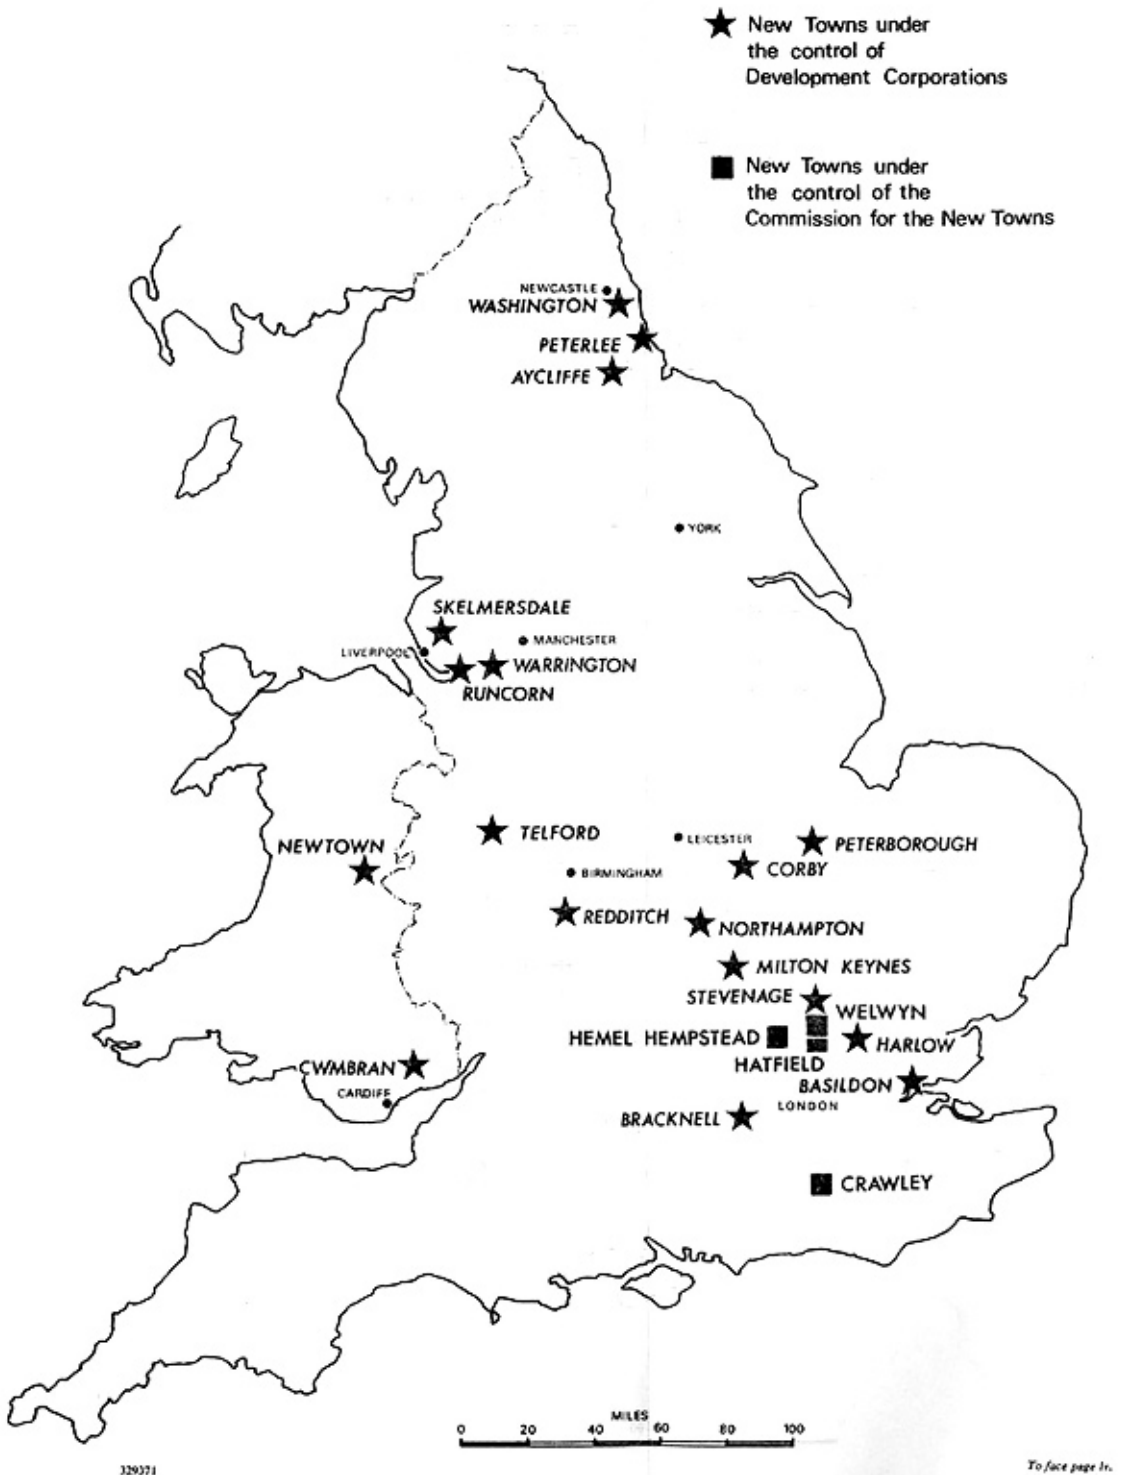 New Towns under
the control of
Development Corporations
New Towns under
the control of the
Commission for the New Towns
NEWCASTLE
WASHINGTON
PETERLEE
AYCLIFFE
YORK
SKELMERSDALE
MANCHESTER
LIVERPOOL
WARRINGTON
RUNCORN
TELFORD
LEICESTER
PETERBOROUGH
NEWTOWN
CORBY
BIRMINGHAM
REDDITCH
NORTHAMPTON
MILTON KEYNES
STEVENAGE
WELWYN
HEMEL HEMPSTEAD
HARLOW
HATFIELD
CWMBRAN
BASILDON
CARDIFF
LONDON
BRACKNELL
CRAWLEY
MILES
0 20 40 60 80 100
329371
To face page iv.